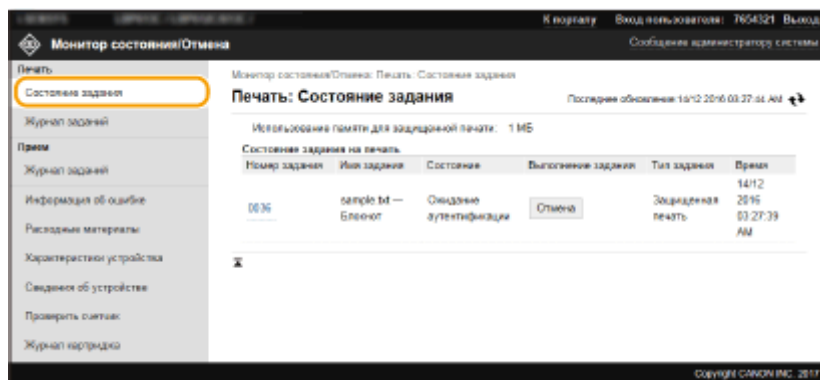 К порталу Вход пользователя: 7654321 Выход
Монитор состояния/Отмена
Сообщение администратору системы
Печать
Состояние задания
Журнал заданий
Прием
Журнал заданий
Информация об ошибке
Расходные материалы
Характеристики устройства
Сведения об устройстве
Проверить счетчик
Журнал картриджа
Монитор состояния/Отмена: Печать: Состояние задания
Печать: Состояние задания
Последнее обновление: 14/12 2016 03:27:44 AM
Использование памяти для защищенной печати: 1 МБ
Состояние задания на печать
Номер задания Имя задания Состояние Выполнение задания Тип задания Время
0036 sample.txt — Блокнот Ожидание аутентификации Отмена Защищенная печать 14/12 2016 03:27:39 AM
Copyright CANON INC. 2017